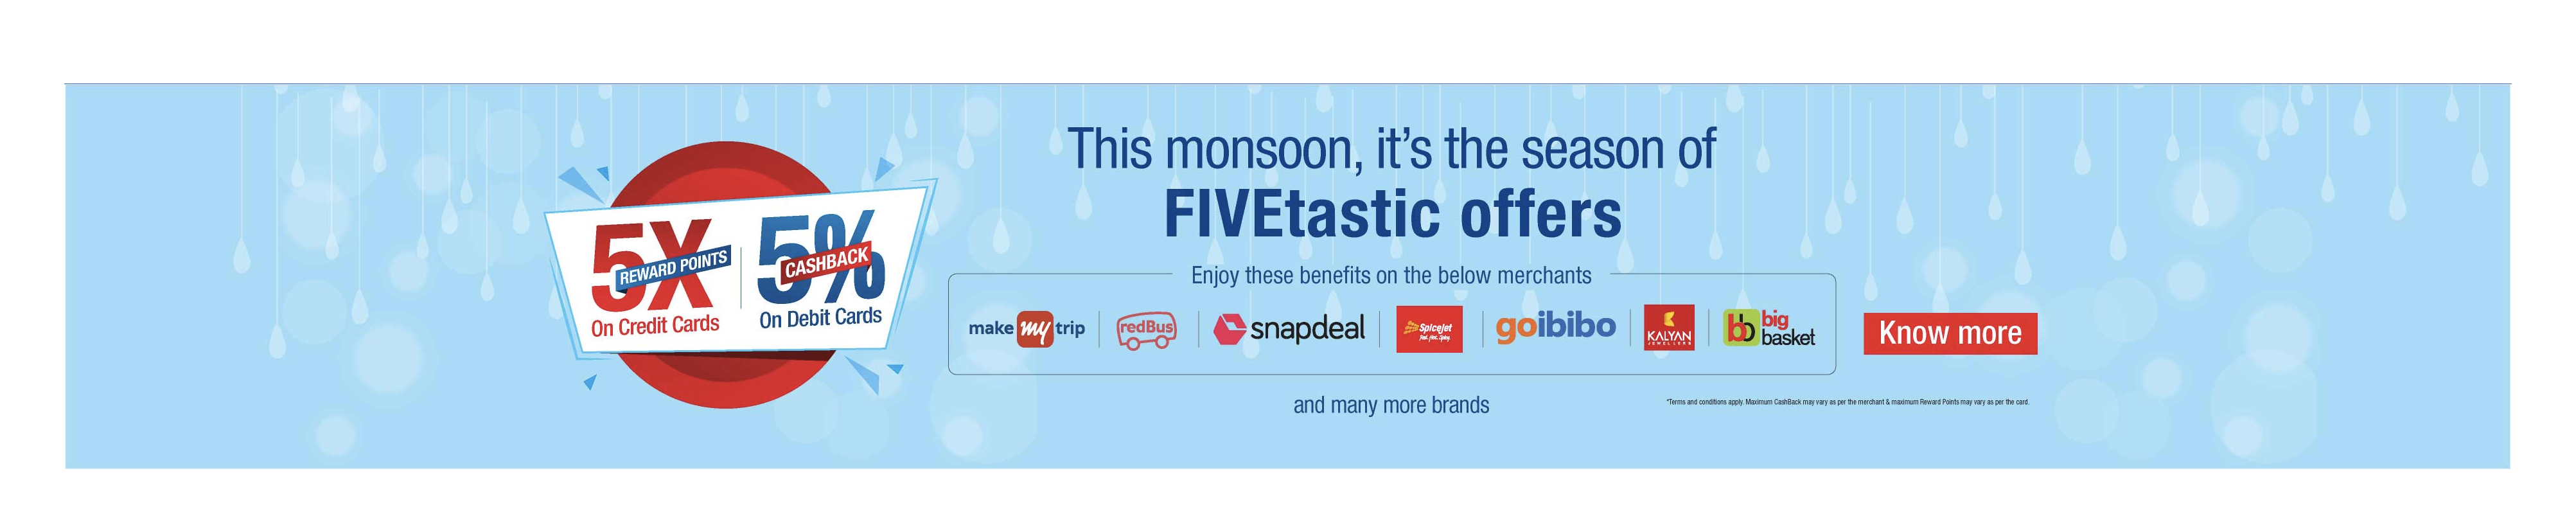 This monsoon, it's the season of
FIVEtastic offers
5X
REWARD POINTS
On Credit Cards
5%
CASHBACK
On Debit Cards
Enjoy these benefits on the below merchants
make my trip
redBus
snapdeal
Spicejet
goibibo
KALYAN
JEWELLERS
bb big
basket
Know more
and many more brands
*Terms and conditions apply. Maximum CashBack may vary as per the merchant & maximum Reward Points may vary as per the card.